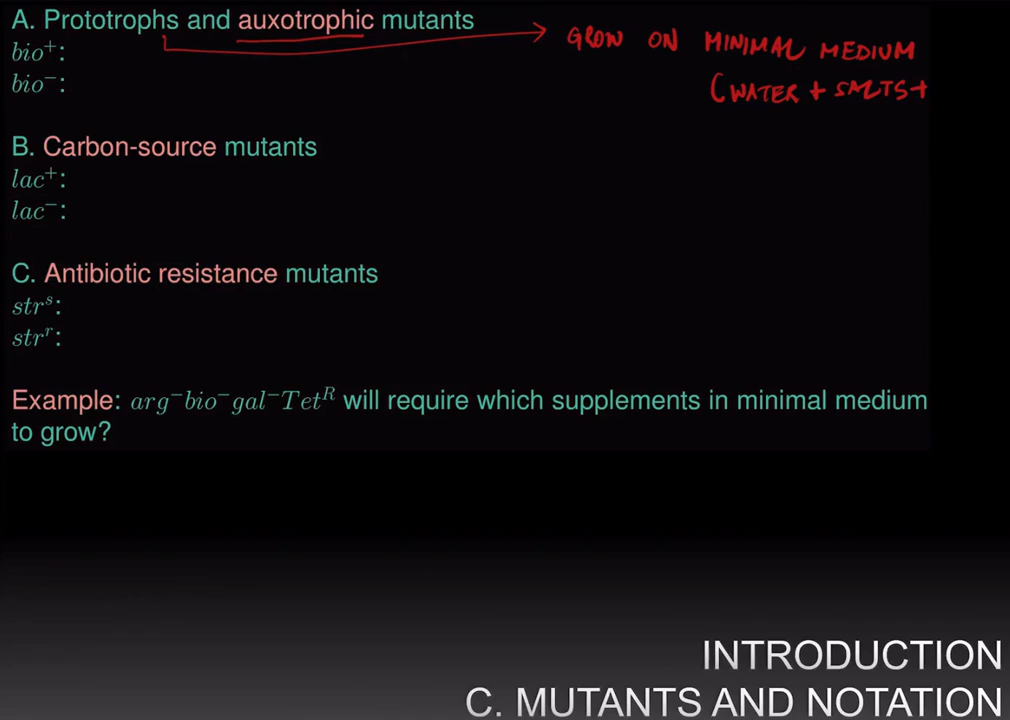 A. Prototrophs and auxotrophic mutants
GROW ON MINIMAL MEDIUM
(WATER + SALTS +
bio⁺:
bio⁻:
B. Carbon-source mutants
lac⁺:
lac⁻:
C. Antibiotic resistance mutants
strˢ:
strʳ:
Example: arg⁻bio⁻gal⁻Tetᴿ will require which supplements in minimal medium
to grow?
INTRODUCTION
C. MUTANTS AND NOTATION